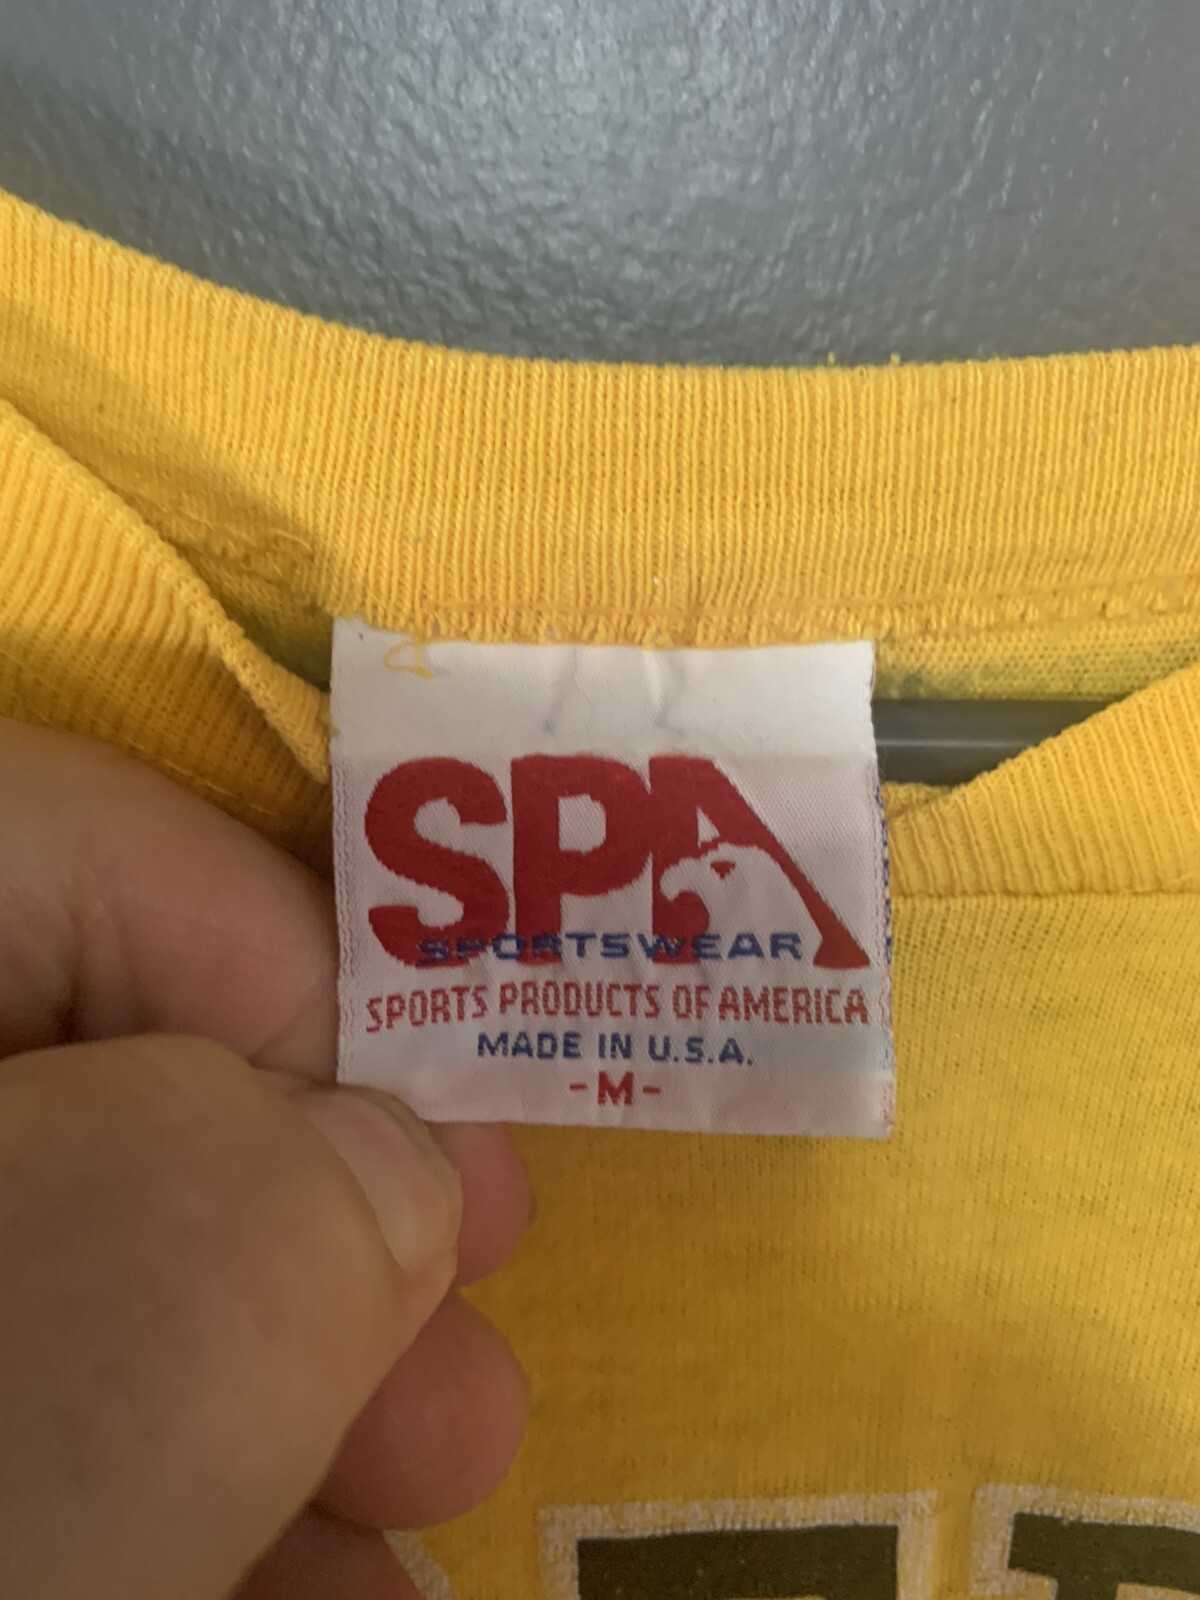 SPA
SPORTSWEAR
SPORTS PRODUCTS OF AMERICA
MADE IN U.S.A.
-M-